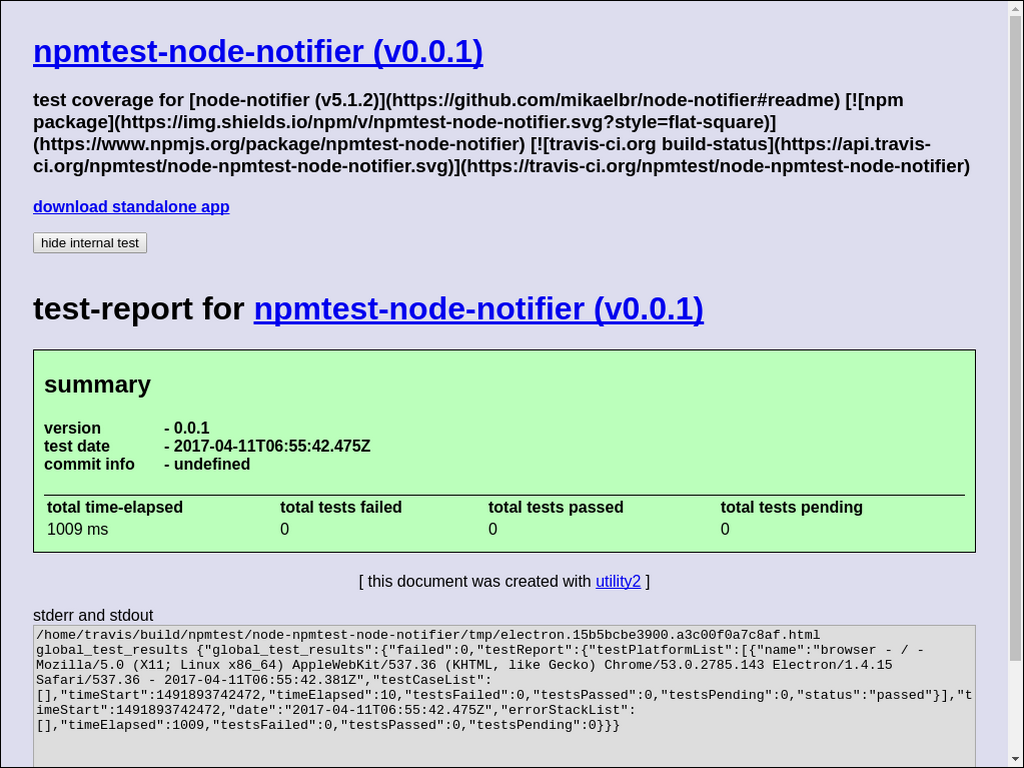 npmtest-node-notifier (v0.0.1)
test coverage for [node-notifier (v5.1.2)](https://github.com/mikaelbr/node-notifier#readme) [![npm
package](https://img.shields.io/npm/v/npmtest-node-notifier.svg?style=flat-square)]
(https://www.npmjs.org/package/npmtest-node-notifier) [![travis-ci.org build-status](https://api.travis-
ci.org/npmtest/node-npmtest-node-notifier.svg)](https://travis-ci.org/npmtest/node-npmtest-node-notifier)
download standalone app
hide internal test
test-report for npmtest-node-notifier (v0.0.1)
summary
version - 0.0.1
test date - 2017-04-11T06:55:42.475Z
commit info - undefined
total time-elapsed total tests failed total tests passed total tests pending
1009 ms 0 0 0
[ this document was created with utility2 ]
stderr and stdout
/home/travis/build/npmtest/node-npmtest-node-notifier/tmp/electron.15b5bcbe3900.a3c00f0a7c8af.html
global_test_results {"global_test_results":{"failed":0,"testReport":{"testPlatformList":[{"name":"browser - / -
Mozilla/5.0 (X11; Linux x86_64) AppleWebKit/537.36 (KHTML, like Gecko) Chrome/53.0.2785.143 Electron/1.4.15
Safari/537.36 - 2017-04-11T06:55:42.381Z","testCaseList":
[],"timeStart":1491893742472,"timeElapsed":10,"testsFailed":0,"testsPassed":0,"testsPending":0,"status":"passed"}],"t
imeStart":1491893742472,"date":"2017-04-11T06:55:42.475Z","errorStackList":
[],"timeElapsed":1009,"testsFailed":0,"testsPassed":0,"testsPending":0}}}